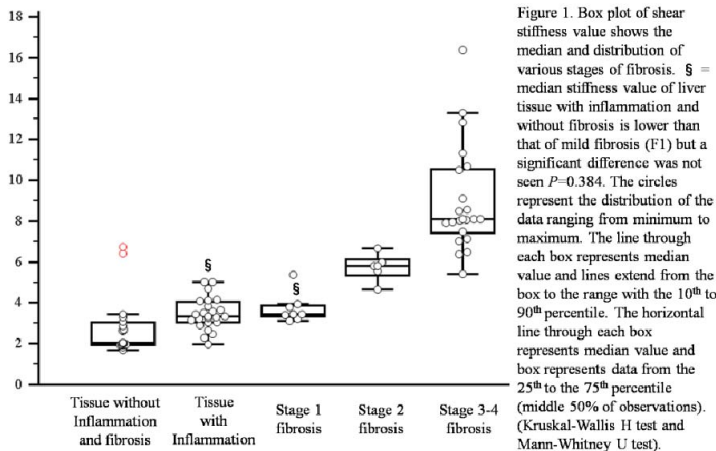 18
16
14
12
10
8
6
4
2
0
§
§
Tissue without
Inflammation
and fibrosis
Tissue
with
Inflammation
Stage 1
fibrosis
Stage 2
fibrosis
Stage 3-4
fibrosis
Figure 1. Box plot of shear
stiffness value shows the
median and distribution of
various stages of fibrosis. § =
median stiffness value of liver
tissue with inflammation and
without fibrosis is lower than
that of mild fibrosis (F1) but a
significant difference was not
seen P=0.384. The circles
represent the distribution of the
data ranging from minimum to
maximum. The line through
each box represents median
value and lines extend from the
box to the range with the 10th to
90th percentile. The horizontal
line through each box
represents median value and
box represents data from the
25th to the 75th percentile
(middle 50% of observations).
(Kruskal-Wallis H test and
Mann-Whitney U test).